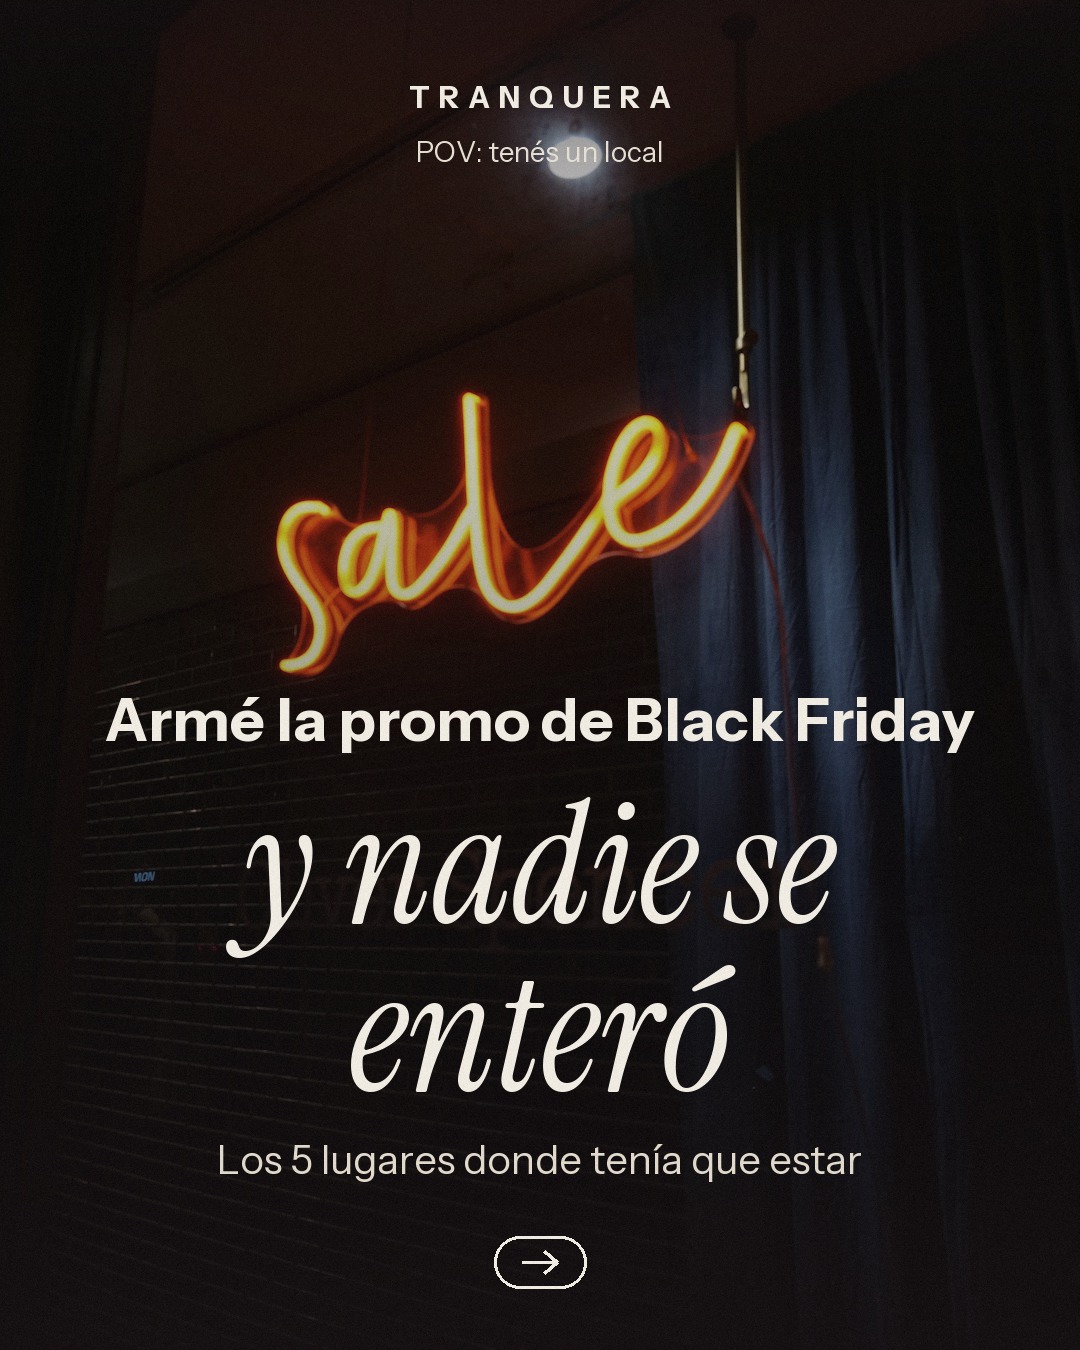 TRANQUERA
POV: tenés un local
sale
Armé la promo de Black Friday
y nadie se
enteró
Los 5 lugares donde tenía que estar